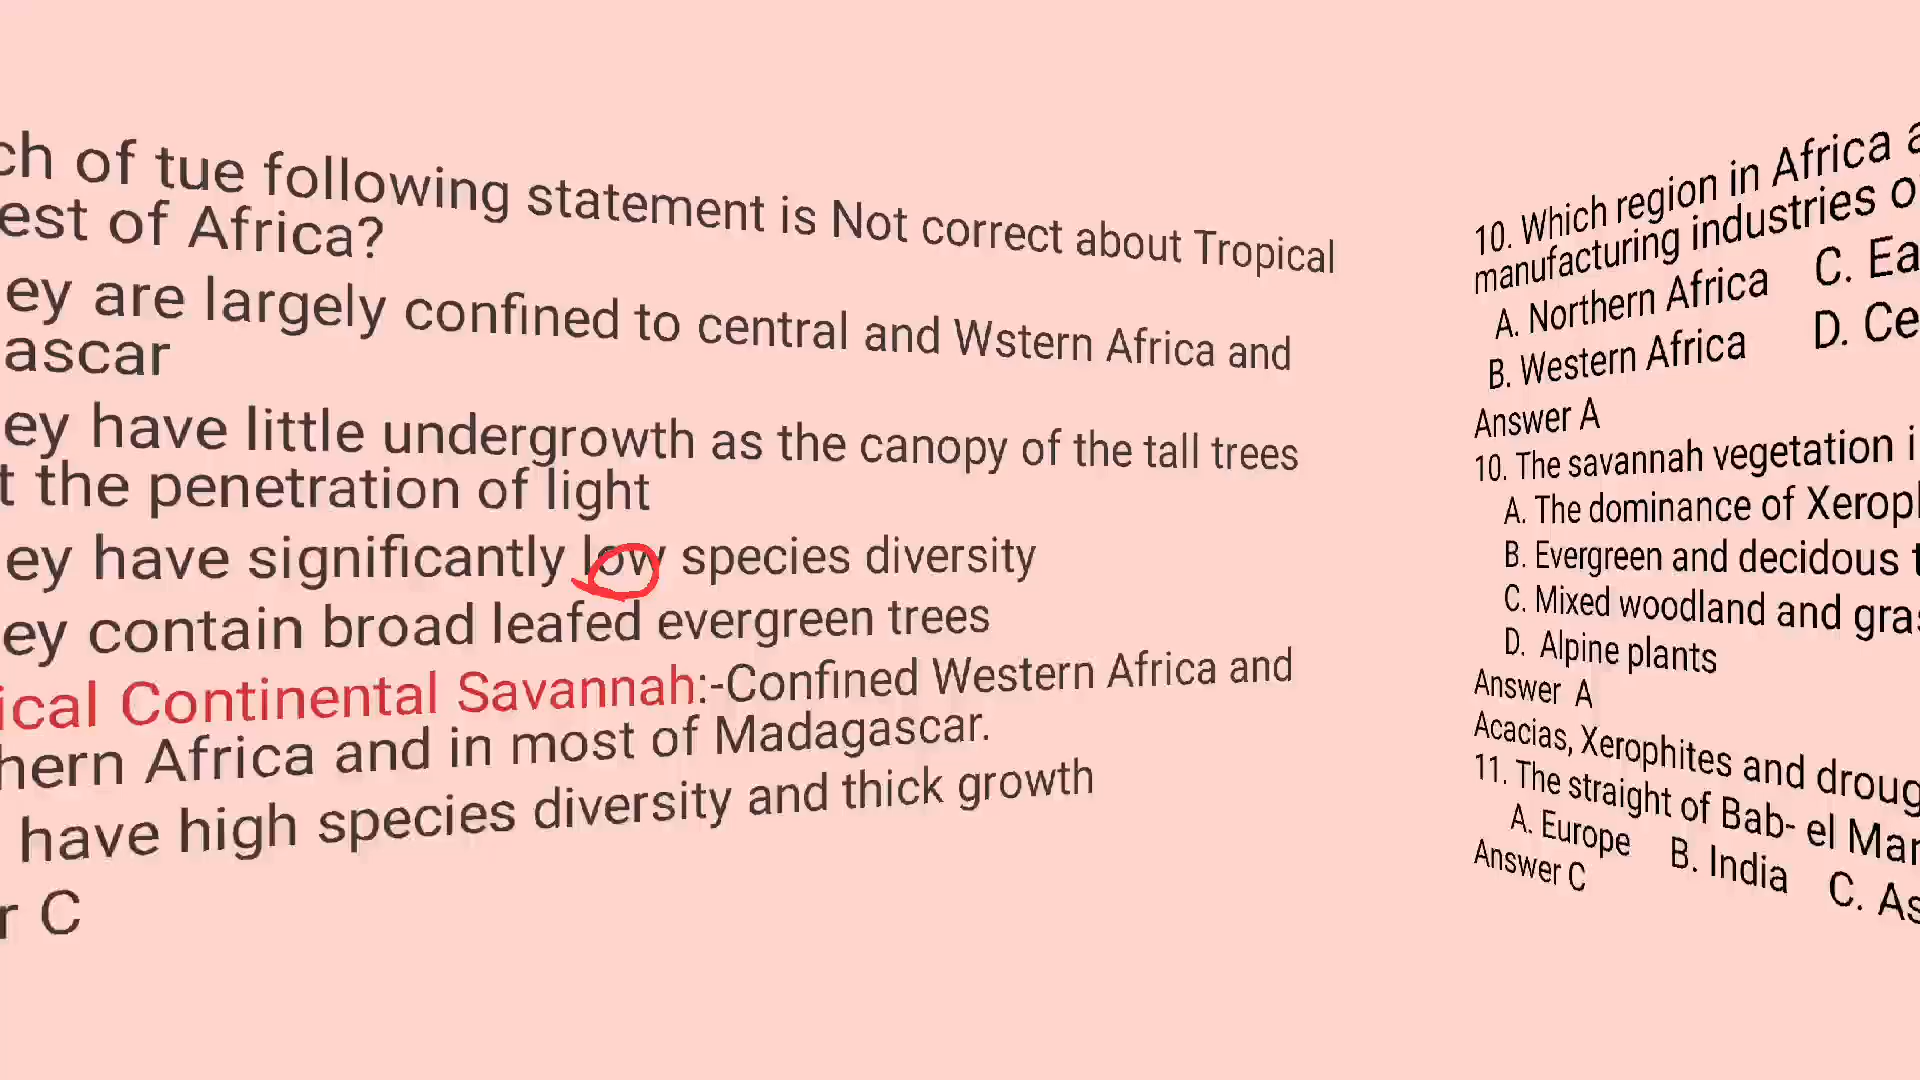 ch of tue following statement is Not correct about Tropical
est of Africa?
ey are largely confined to central and Wstern Africa and
ascar
ey have little undergrowth as the canopy of the tall trees
t the penetration of light
ey have significantly low species diversity
ey contain broad leafed evergreen trees
ical Continental Savannah:-Confined Western Africa and
hern Africa and in most of Madagascar.
have high species diversity and thick growth
r C
10. Which region in Africa a
manufacturing industries o
A. Northern Africa C. Ea
B. Western Africa D. Ce
Answer A
10. The savannah vegetation i
A. The dominance of Xerop
B. Evergreen and decidous t
C. Mixed woodland and gras
D. Alpine plants
Answer A
Acacias, Xerophites and droug
11. The straight of Bab- el Man
A. Europe B. India C. As
Answer C